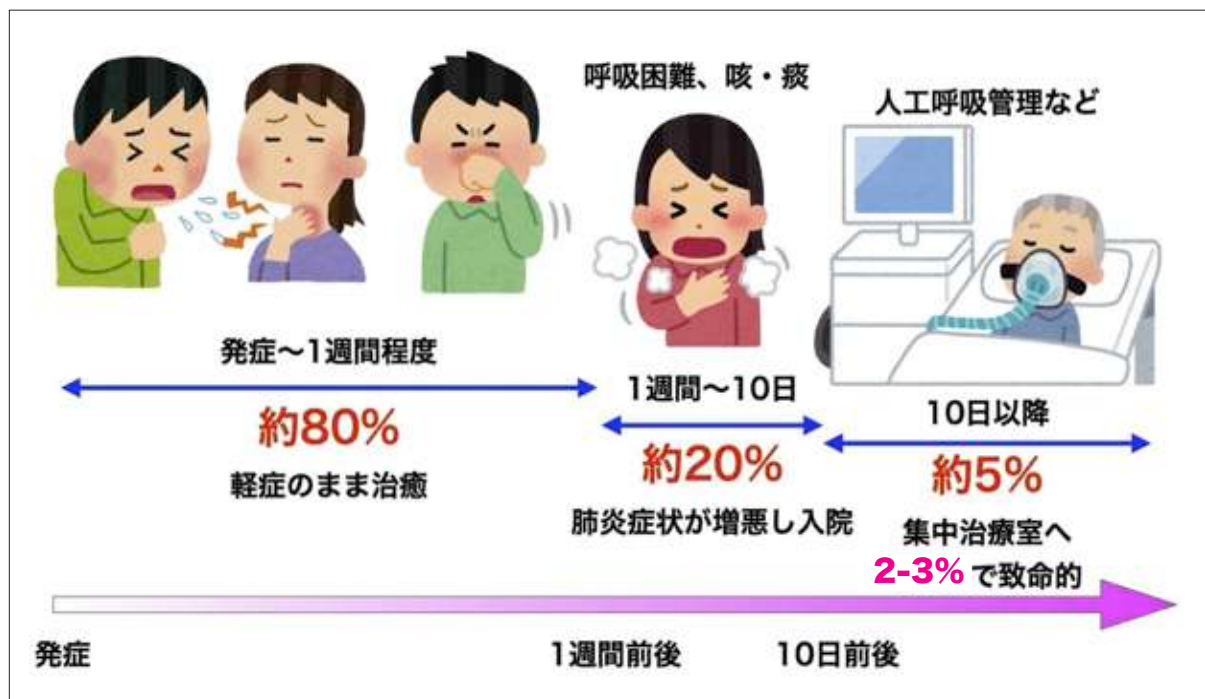 呼吸困難、咳・痰
人工呼吸管理など
発症〜1週間程度
約80%
軽症のまま治癒
1週間〜10日
約20%
肺炎症状が増悪し入院
10日以降
約5%
集中治療室へ
2-3% で致命的
発症
1週間前後
10日前後